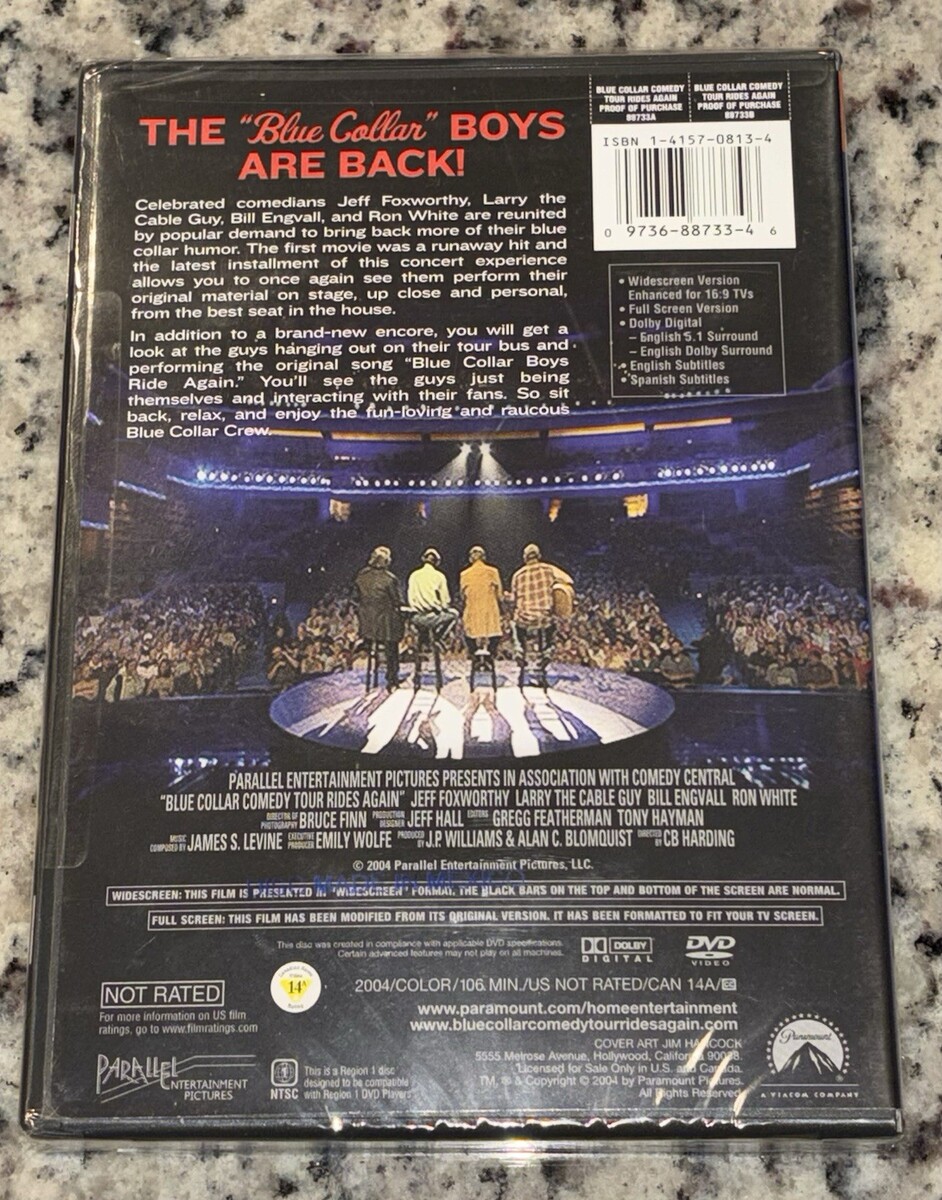 BLUE COLLAR COMEDY
TOUR RIDES AGAIN
PROOF OF PURCHASE
88733A
BLUE COLLAR COMEDY
TOUR RIDES AGAIN
PROOF OF PURCHASE
88733B
THE "Blue Collar" BOYS
ARE BACK!
ISBN 1-4157-0813-4
0 9736-88733-4 6
Celebrated comedians Jeff Foxworthy, Larry the
Cable Guy, Bill Engvall, and Ron White are reunited
by popular demand to bring back more of their blue
collar humor. The first movie was a runaway hit and
the latest installment of this concert experience
allows you to once again see them perform their
original material on stage, up close and personal,
from the best seat in the house.
In addition to a brand-new encore, you will get a
look at the guys hanging out on their tour bus and
performing the original song "Blue Collar Boys
Ride Again." You'll see the guys just being
themselves and interacting with their fans. So sit
back, relax, and enjoy the fun-loving and raucous
Blue Collar Crew.
• Widescreen Version
Enhanced for 16:9 TVs
• Full Screen Version
• Dolby Digital
– English 5.1 Surround
– English Dolby Surround
• English Subtitles
• Spanish Subtitles
PARALLEL ENTERTAINMENT PICTURES PRESENTS IN ASSOCIATION WITH COMEDY CENTRAL
"BLUE COLLAR COMEDY TOUR RIDES AGAIN" JEFF FOXWORTHY LARRY THE CABLE GUY BILL ENGVALL RON WHITE
DIRECTOR OF PHOTOGRAPHY BRUCE FINN PRODUCTION DESIGNER JEFF HALL EDITORS GREGG FEATHERMAN TONY HAYMAN
MUSIC COMPOSED BY JAMES S. LEVINE EXECUTIVE PRODUCER EMILY WOLFE PRODUCED BY J.P. WILLIAMS & ALAN C. BLOMQUIST DIRECTED BY CB HARDING
© 2004 Parallel Entertainment Pictures, LLC.
DISC MADE IN MEXICO
WIDESCREEN: THIS FILM IS PRESENTED IN "WIDESCREEN" FORMAT. THE BLACK BARS ON THE TOP AND BOTTOM OF THE SCREEN ARE NORMAL.
FULL SCREEN: THIS FILM HAS BEEN MODIFIED FROM ITS ORIGINAL VERSION. IT HAS BEEN FORMATTED TO FIT YOUR TV SCREEN.
This disc was created in compliance with applicable DVD specifications.
Certain advanced features may not play on all machines.
DOLBY
DIGITAL
DVD
VIDEO
NOT RATED
For more information on US film
ratings, go to www.filmratings.com
14A
2004/COLOR/106 MIN./US NOT RATED/CAN 14A/CC
www.paramount.com/homeentertainment
www.bluecollarcomedytourridesagain.com
COVER ART JIM HANCOCK
5555 Melrose Avenue, Hollywood, California 90038.
Licensed for Sale Only in U.S. and Canada.
TM, ® & Copyright © 2004 by Paramount Pictures.
All Rights Reserved.
PARALLEL
ENTERTAINMENT
PICTURES
1
NTSC
This is a Region 1 disc
designed to be compatible
with Region 1 DVD Players
Paramount
A VIACOM COMPANY